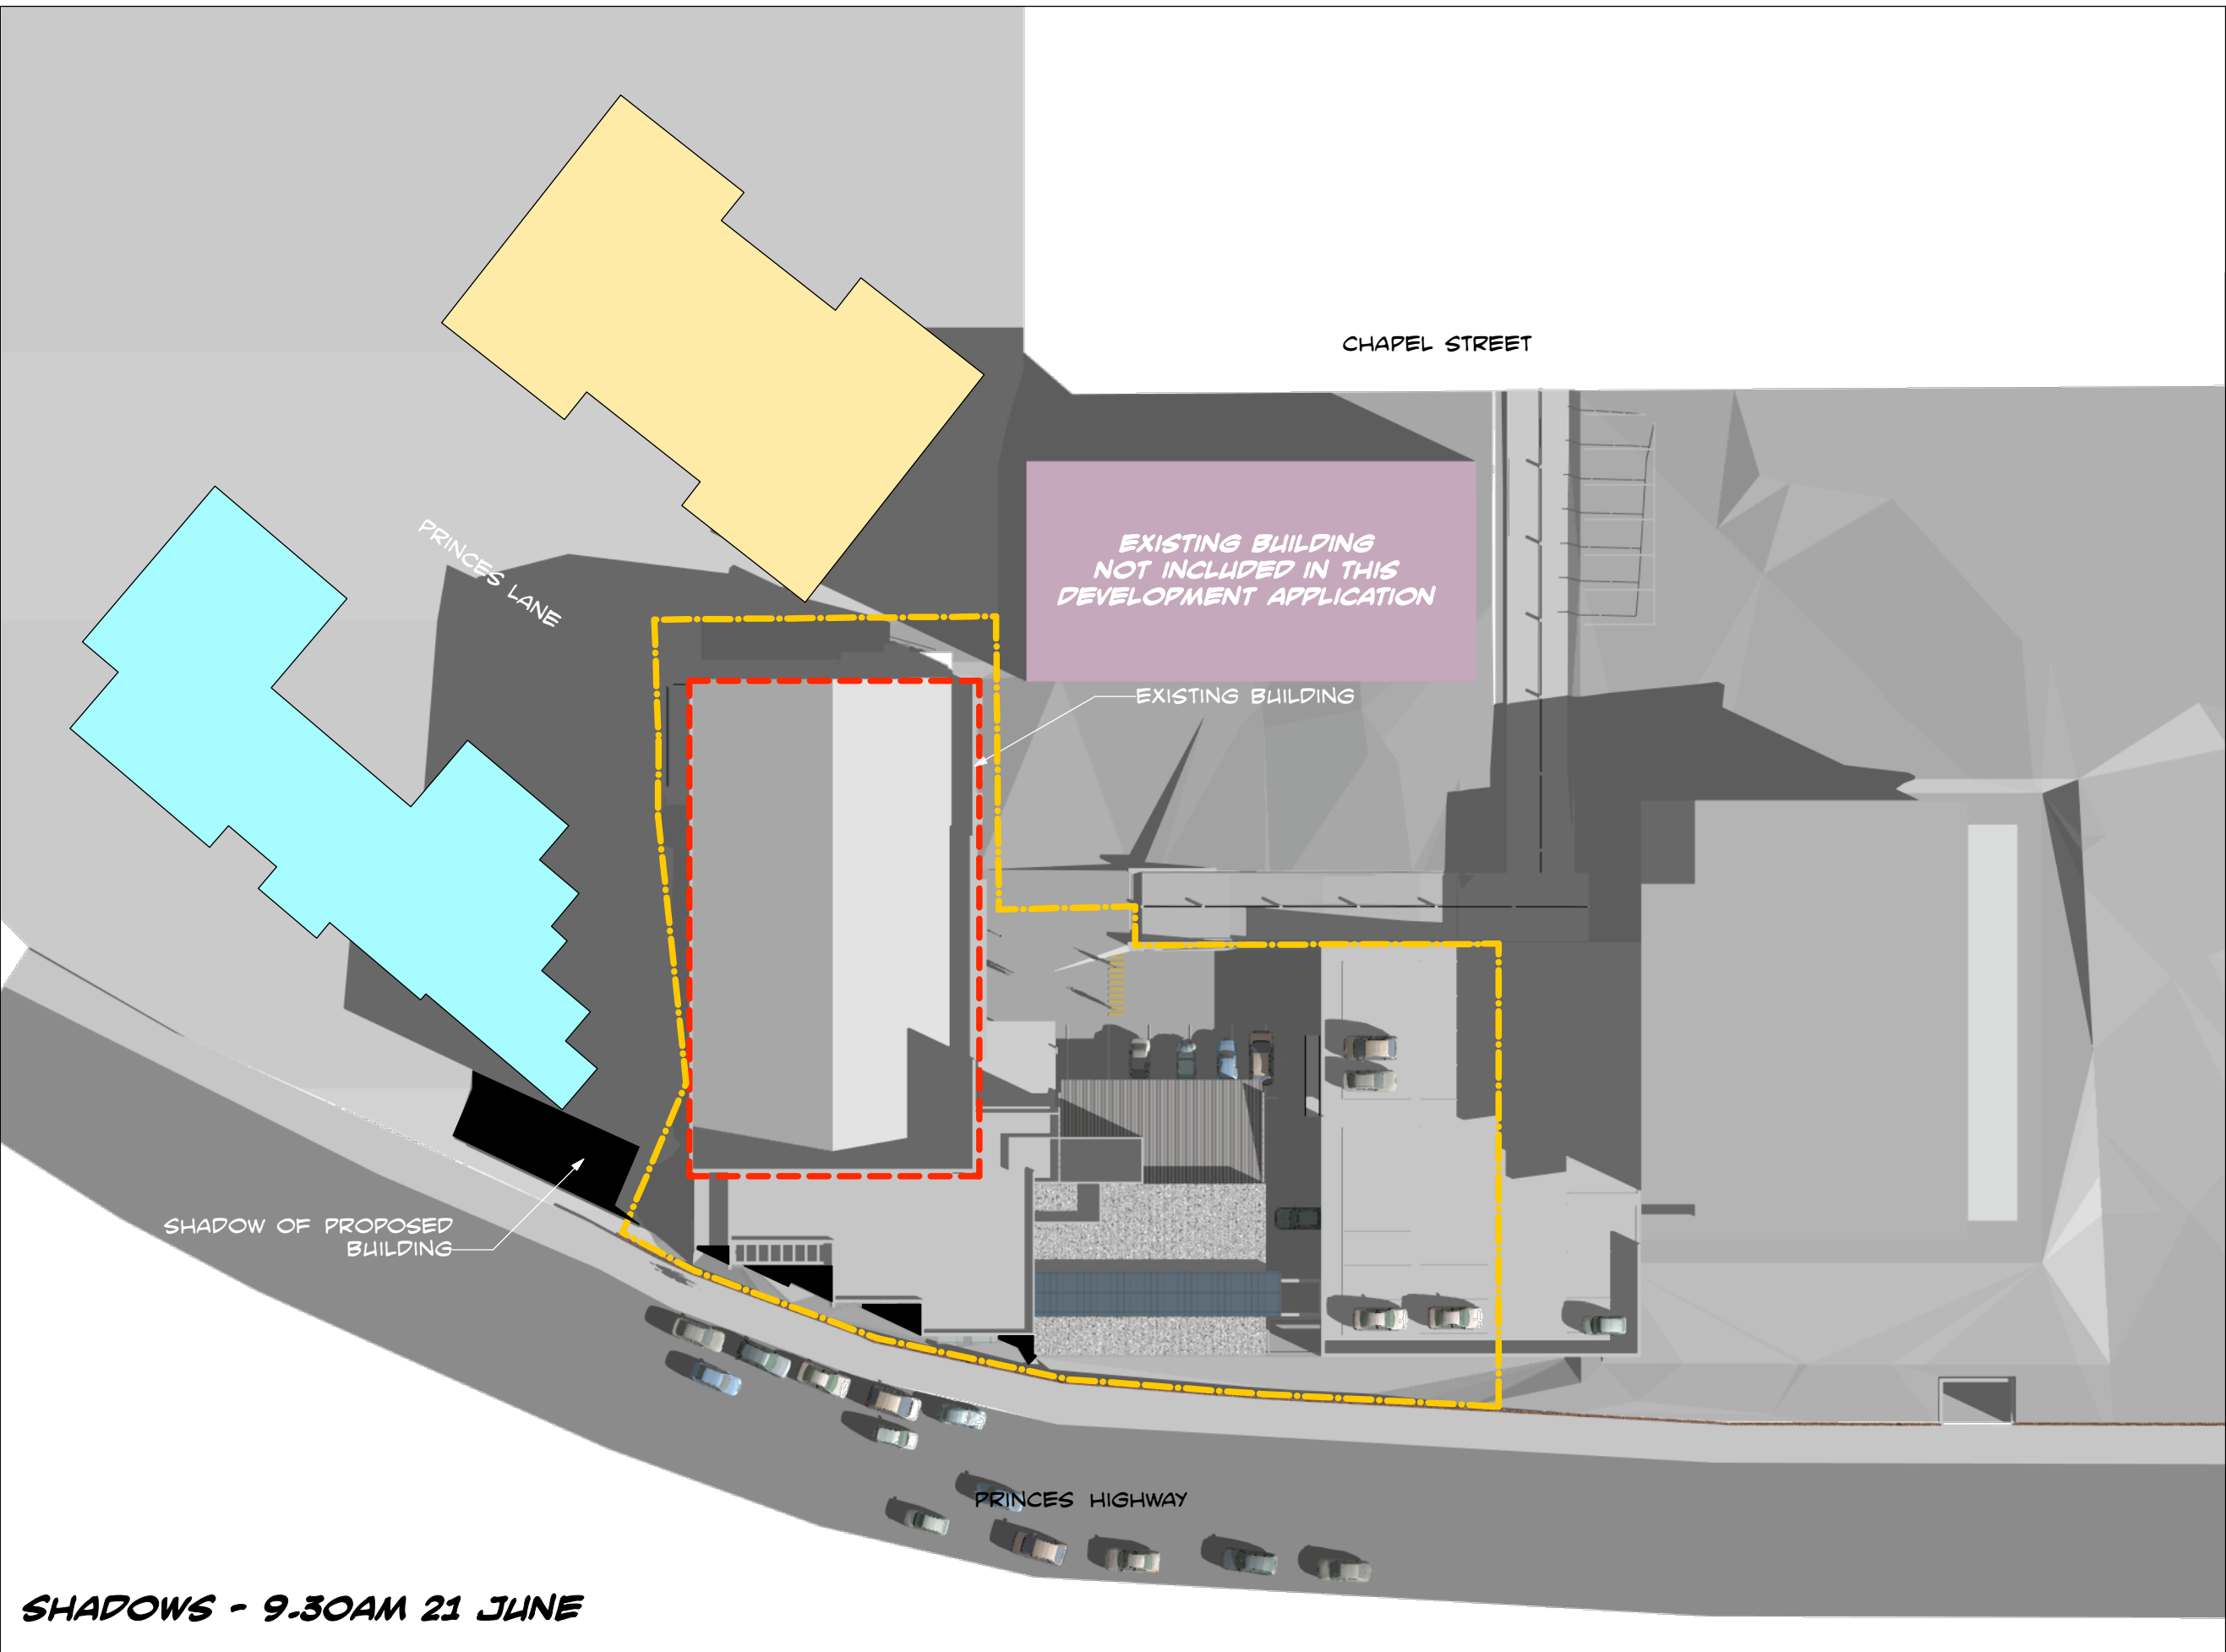 CHAPEL STREET
PRINCES LANE
EXISTING BUILDING
NOT INCLUDED IN THIS
DEVELOPMENT APPLICATION
EXISTING BUILDING
SHADOW OF PROPOSED
BUILDING
PRINCES HIGHWAY
SHADOWS - 9.30AM 21 JUNE